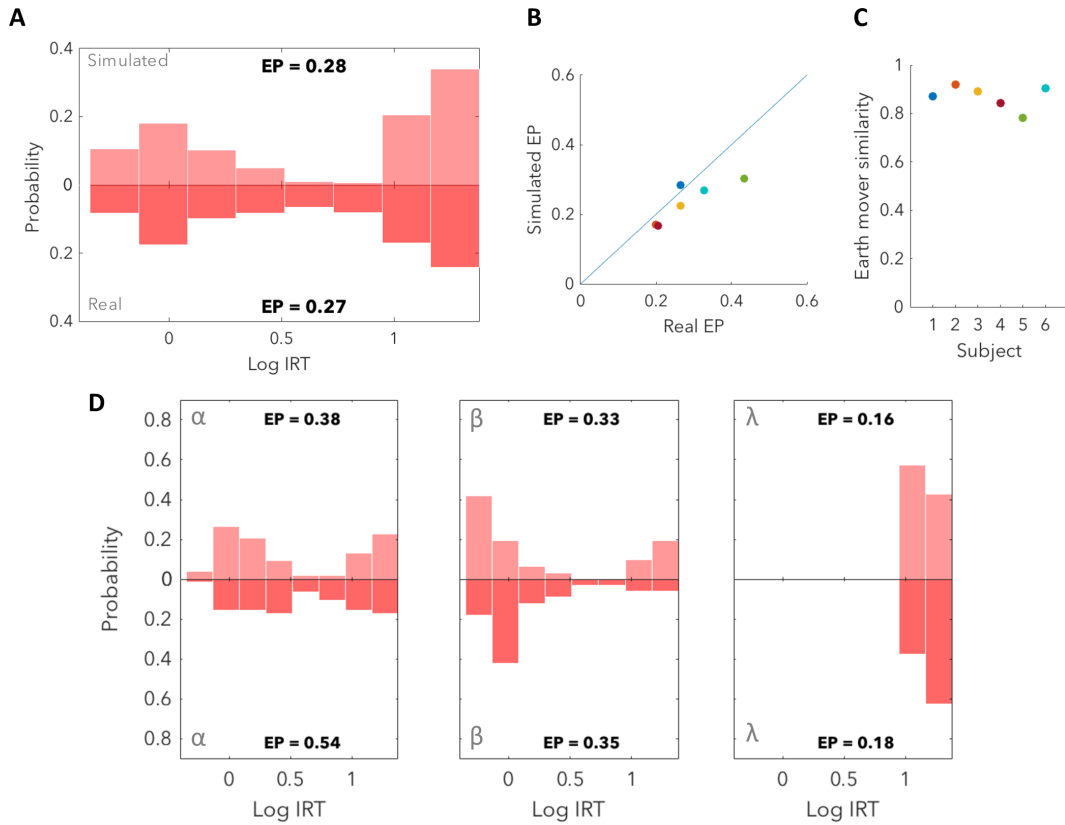 A
0.4
Simulated
EP = 0.28
0.2
0
0.2
Real
EP = 0.27
0.4
0
0.5
1
Probability
Log IRT
B
0.6
0.4
0.2
0
0
0.2
0.4
0.6
Simulated EP
Real EP
C
1
0.8
0.6
0.4
0.2
0
1 2 3 4 5 6
Earth mover similarity
Subject
D
0.8
0.6
0.4
0.2
0
0.2
0.4
0.6
0.8
Probability
α
EP = 0.38
α
EP = 0.54
0 0.5 1
Log IRT
β
EP = 0.33
β
EP = 0.35
0 0.5 1
Log IRT
λ
EP = 0.16
λ
EP = 0.18
0 0.5 1
Log IRT